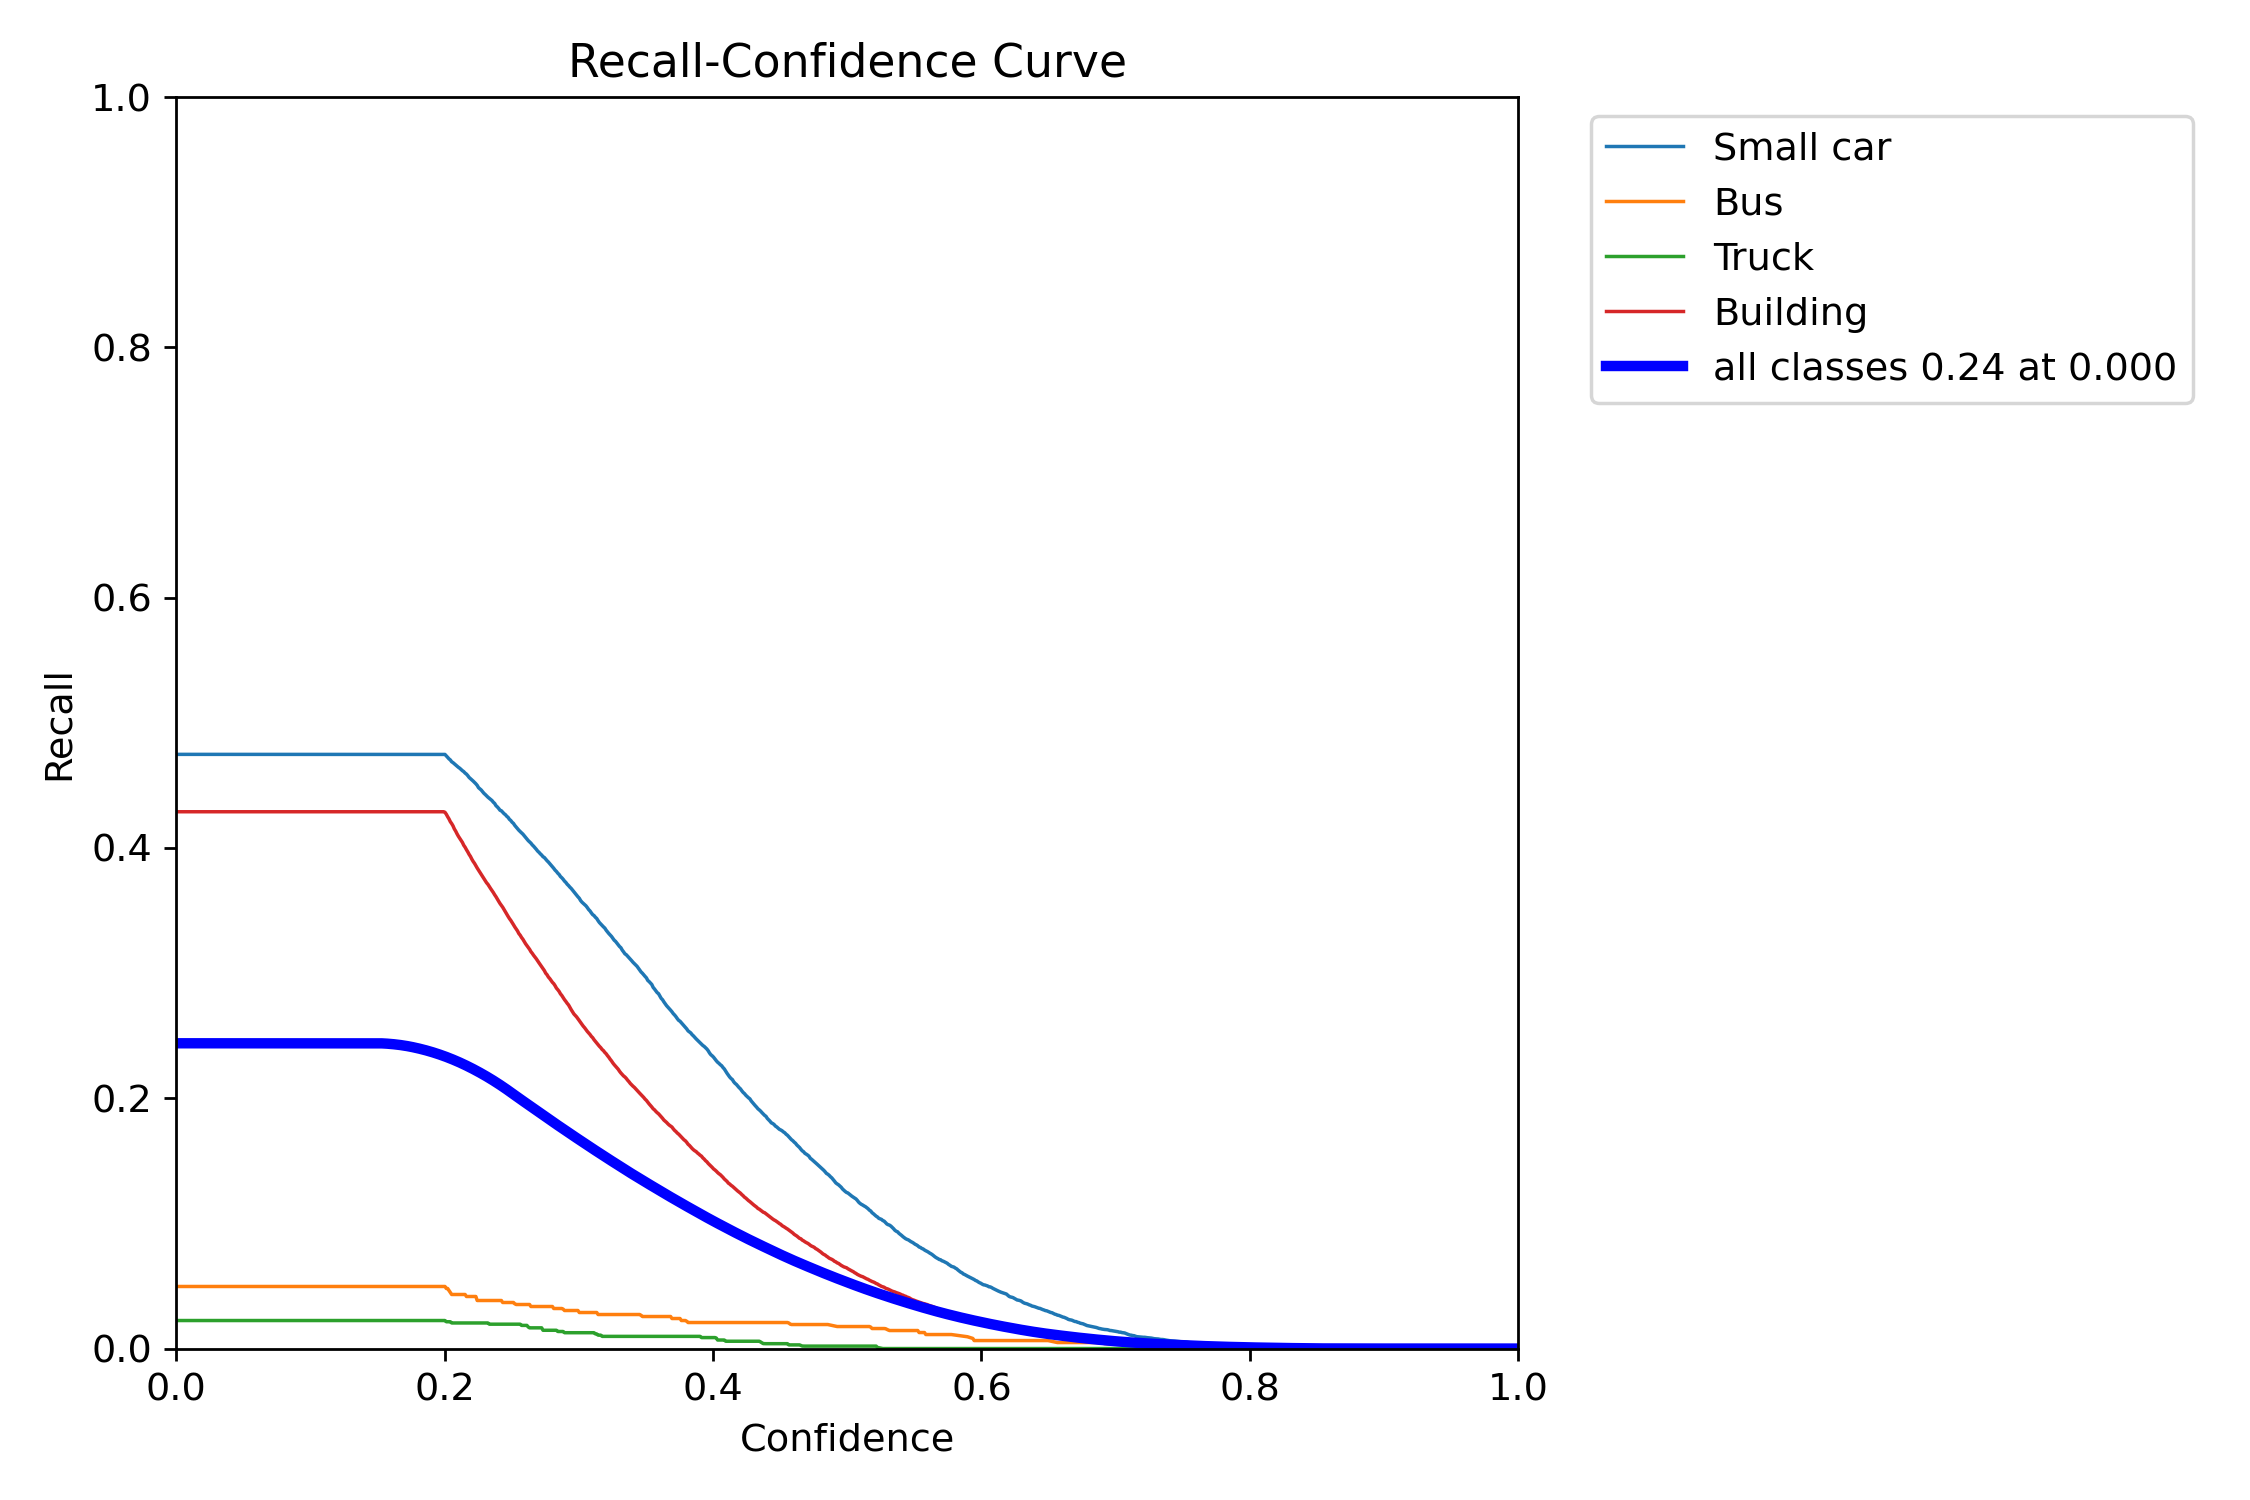 Recall-Confidence Curve
1.0
0.8
0.6
0.4
0.2
0.0
Recall
0.0 0.2 0.4 0.6 0.8 1.0
Confidence
Small car
Bus
Truck
Building
all classes 0.24 at 0.000